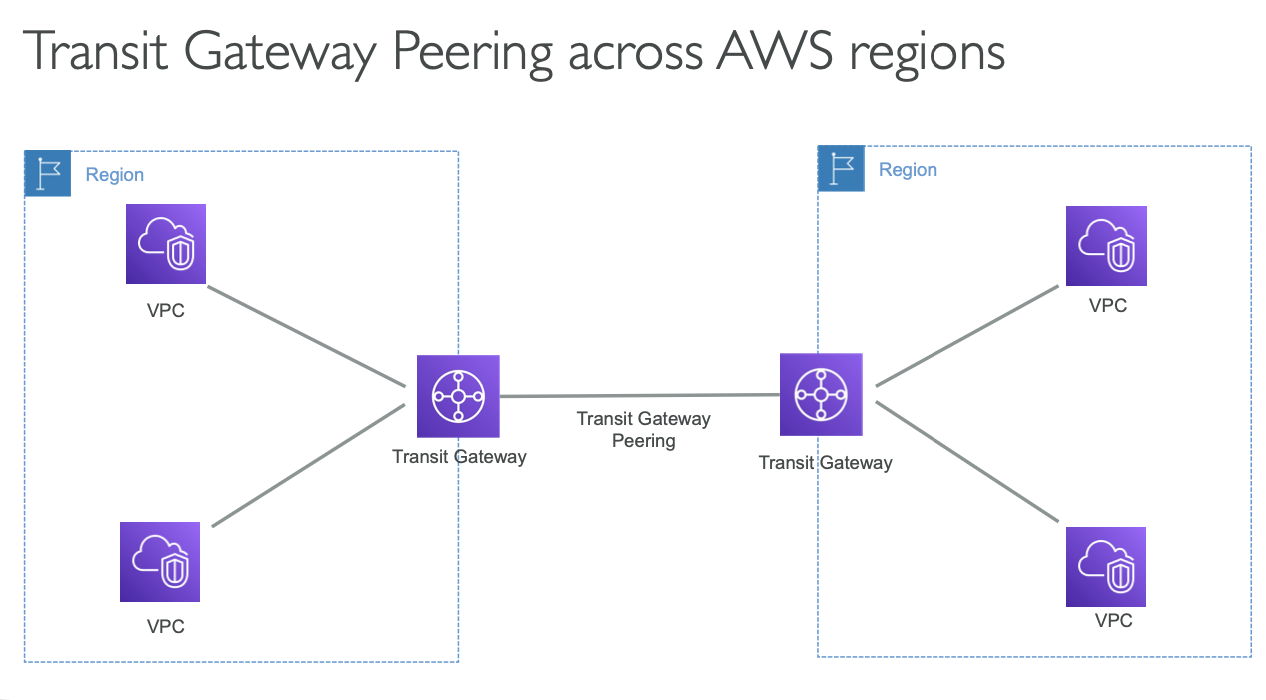 Transit Gateway Peering across AWS regions
Region
Region
VPC
VPC
Transit Gateway
Peering
Transit Gateway
Transit Gateway
VPC
VPC